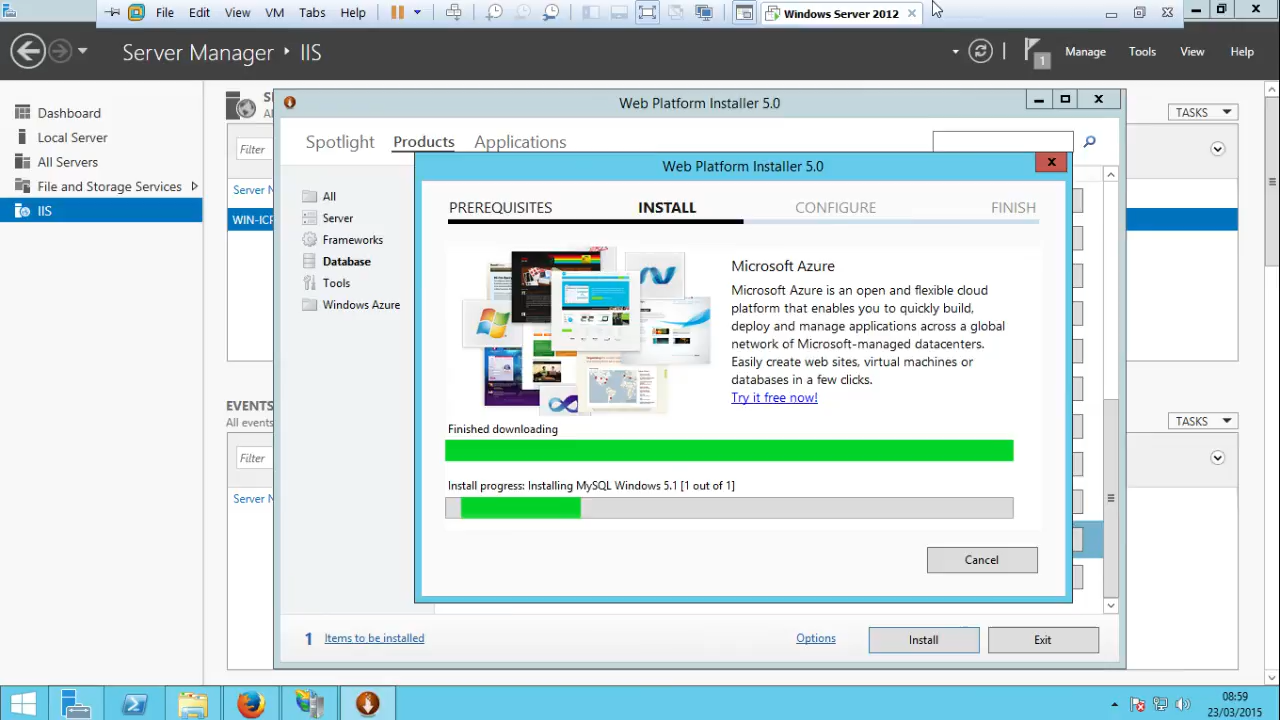 File Edit View VM Tabs Help Windows Server 2012
Server Manager IIS 1 Manage Tools View Help
Dashboard
Local Server
All Servers
File and Storage Services
IIS
TASKS
Filter
Server N
WIN-ICF
EVENTS
All events
TASKS
Filter
Server N
Web Platform Installer 5.0
Spotlight Products Applications
All
Server
Frameworks
Database
Tools
Windows Azure
Web Platform Installer 5.0
PREREQUISITES INSTALL CONFIGURE FINISH
Microsoft Azure
Microsoft Azure is an open and flexible cloud
platform that enables you to quickly build,
deploy and manage applications across a global
network of Microsoft-managed datacenters.
Easily create web sites, virtual machines or
databases in a few clicks.
Try it free now!
Finished downloading
Install progress: Installing MySQL Windows 5.1 [1 out of 1]
Cancel
1 Items to be installed Options Install Exit
08:59
23/03/2015